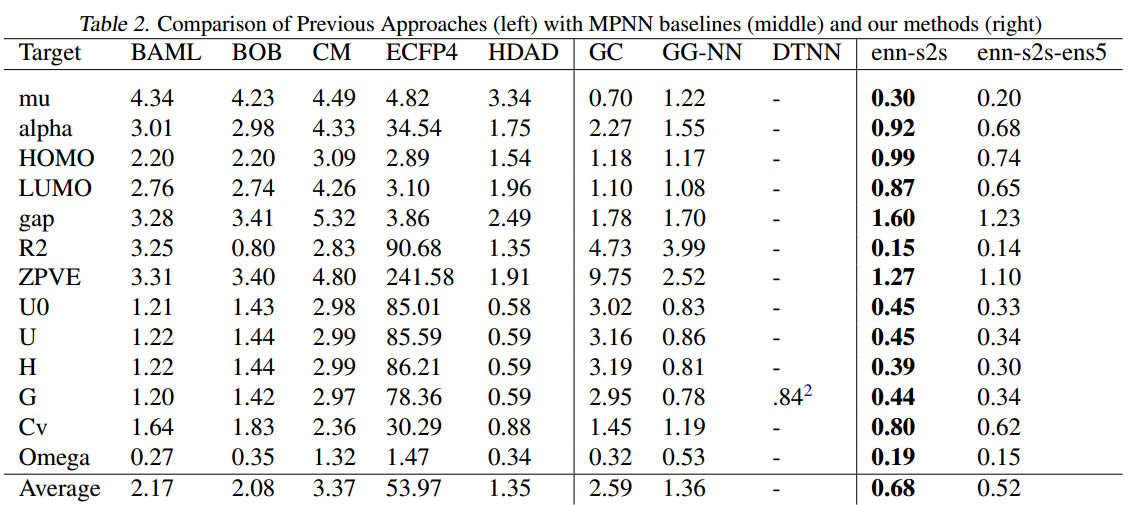 Table 2. Comparison of Previous Approaches (left) with MPNN baselines (middle) and our methods (right)
Target BAML BOB CM ECFP4 HDAD GC GG-NN DTNN enn-s2s enn-s2s-ens5
mu 4.34 4.23 4.49 4.82 3.34 0.70 1.22 - 0.30 0.20
alpha 3.01 2.98 4.33 34.54 1.75 2.27 1.55 - 0.92 0.68
HOMO 2.20 2.20 3.09 2.89 1.54 1.18 1.17 - 0.99 0.74
LUMO 2.76 2.74 4.26 3.10 1.96 1.10 1.08 - 0.87 0.65
gap 3.28 3.41 5.32 3.86 2.49 1.78 1.70 - 1.60 1.23
R2 3.25 0.80 2.83 90.68 1.35 4.73 3.99 - 0.15 0.14
ZPVE 3.31 3.40 4.80 241.58 1.91 9.75 2.52 - 1.27 1.10
U0 1.21 1.43 2.98 85.01 0.58 3.02 0.83 - 0.45 0.33
U 1.22 1.44 2.99 85.59 0.59 3.16 0.86 - 0.45 0.34
H 1.22 1.44 2.99 86.21 0.59 3.19 0.81 - 0.39 0.30
G 1.20 1.42 2.97 78.36 0.59 2.95 0.78 .84² 0.44 0.34
Cv 1.64 1.83 2.36 30.29 0.88 1.45 1.19 - 0.80 0.62
Omega 0.27 0.35 1.32 1.47 0.34 0.32 0.53 - 0.19 0.15
Average 2.17 2.08 3.37 53.97 1.35 2.59 1.36 - 0.68 0.52